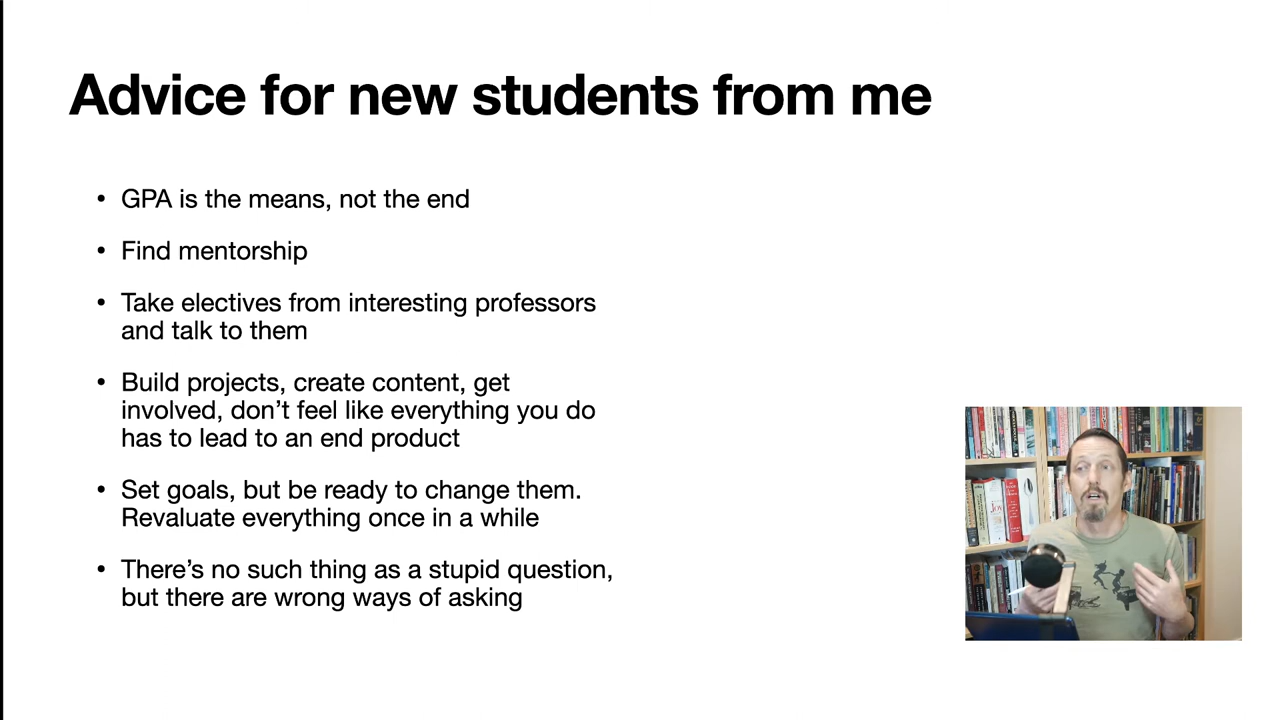 Advice for new students from me
• GPA is the means, not the end
• Find mentorship
• Take electives from interesting professors
and talk to them
• Build projects, create content, get
involved, don’t feel like everything you do
has to lead to an end product
• Set goals, but be ready to change them.
Revaluate everything once in a while
• There’s no such thing as a stupid question,
but there are wrong ways of asking
Joy